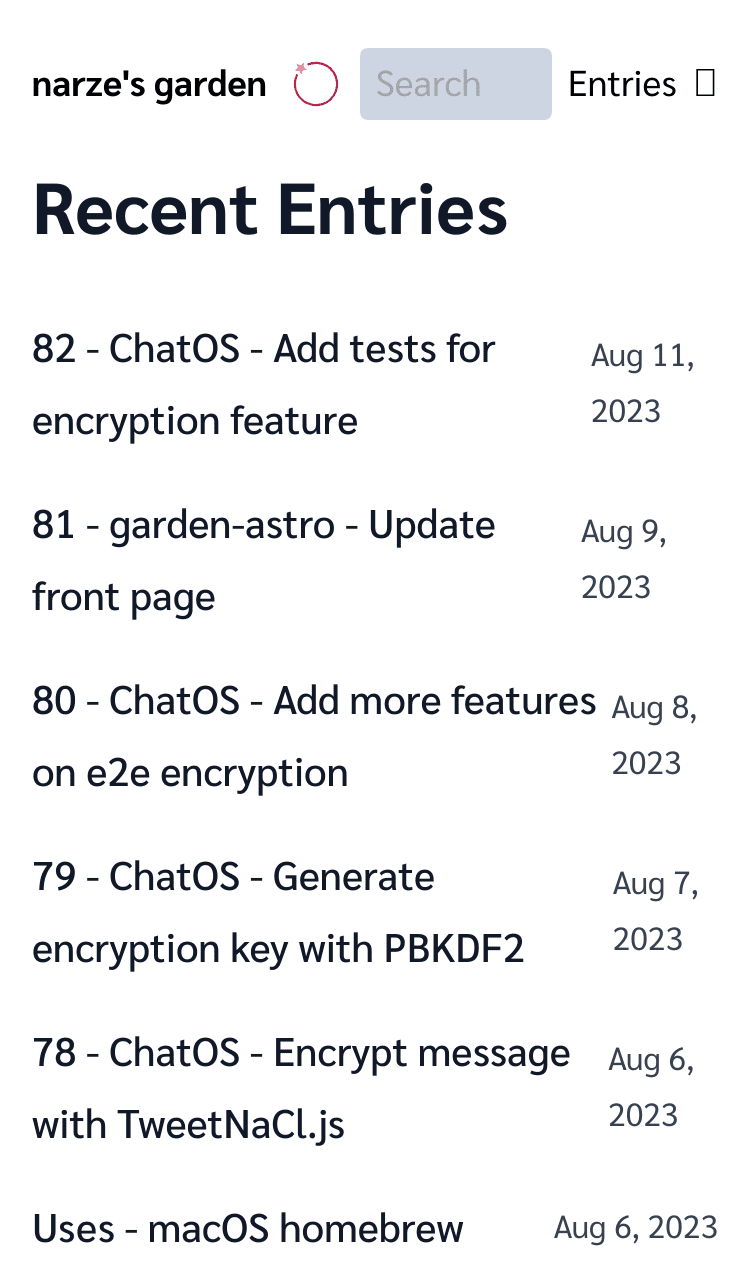 narze's garden Search Entries
Recent Entries
82 - ChatOS - Add tests for
encryption feature
Aug 11,
2023
81 - garden-astro - Update
front page
Aug 9,
2023
80 - ChatOS - Add more features
on e2e encryption
Aug 8,
2023
79 - ChatOS - Generate
encryption key with PBKDF2
Aug 7,
2023
78 - ChatOS - Encrypt message
with TweetNaCl.js
Aug 6,
2023
Uses - macOS homebrew Aug 6, 2023